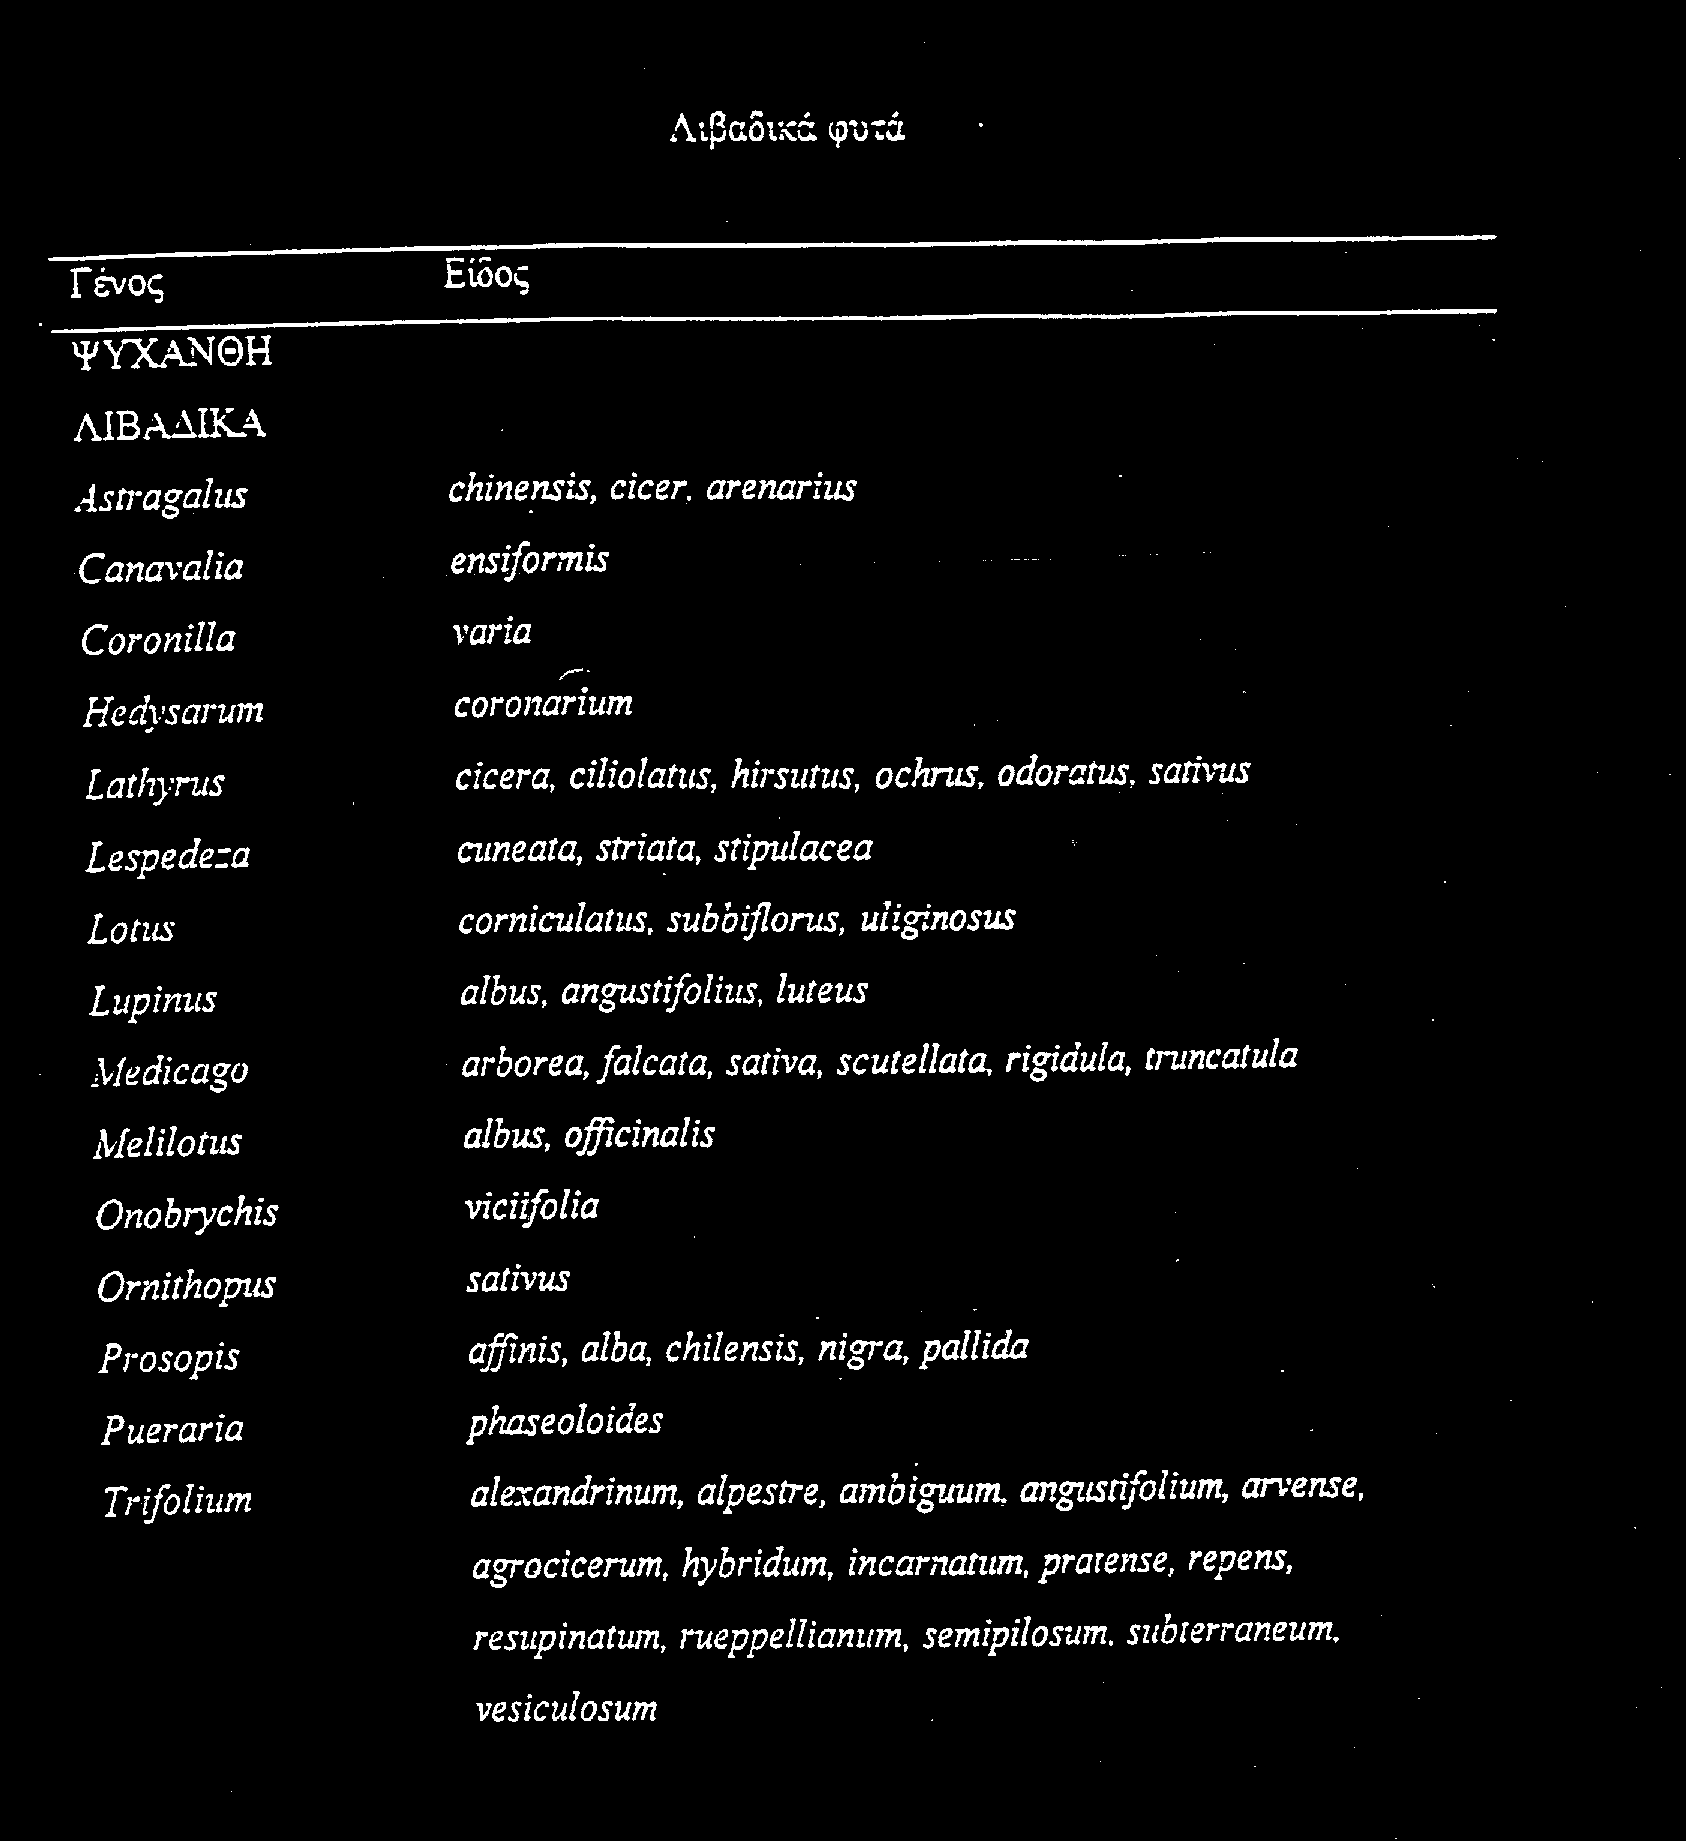 Λιβαδικά φυτά
Γένος Είδος
ΨΥΧΑΝΘΗ
ΛΙΒΑΔΙΚΑ
Astragalus chinensis, cicer, arenarius
Canavalia ensiformis
Coronilla varia
Hedysarum coronarium
Lathyrus cicera, ciliolatus, hirsutus, ochrus, odoratus, sativus
Lespedeza cuneata, striata, stipulacea
Lotus corniculatus, subbiflorus, uliginosus
Lupinus albus, angustifolius, luteus
Medicago arborea, falcata, sativa, scutellata, rigidula, truncatula
Melilotus albus, officinalis
Onobrychis viciifolia
Ornithopus sativus
Prosopis affinis, alba, chilensis, nigra, pallida
Pueraria phaseoloides
Trifolium alexandrinum, alpestre, ambiguum, angustifolium, arvense,
agrocicerum, hybridum, incarnatum, pratense, repens,
resupinatum, rueppellianum, semipilosum, subterraneum,
vesiculosum